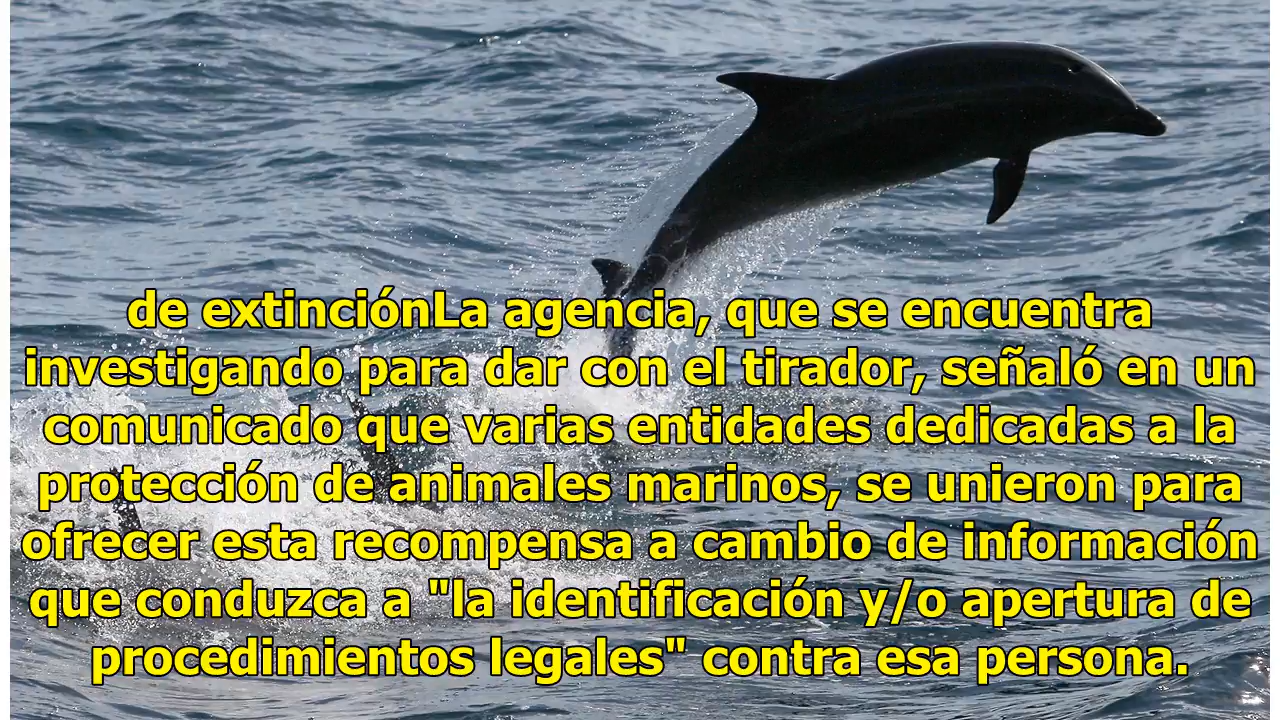 de extinciónLa agencia, que se encuentra
investigando para dar con el tirador, señaló en un
comunicado que varias entidades dedicadas a la
protección de animales marinos, se unieron para
ofrecer esta recompensa a cambio de información
que conduzca a "la identificación y/o apertura de
procedimientos legales" contra esa persona.